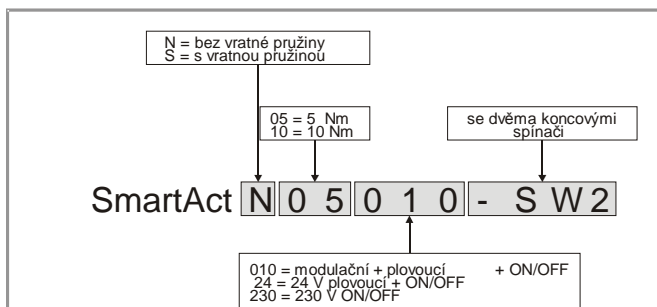 N = bez vratné pružiny
S = s vratnou pružinou
05 = 5 Nm
10 = 10 Nm
se dvěma koncovými
spínači
SmartAct N 0 5 0 1 0 - S W 2
010 = modulační + plovoucí + ON/OFF
24 = 24 V plovoucí + ON/OFF
230 = 230 V ON/OFF